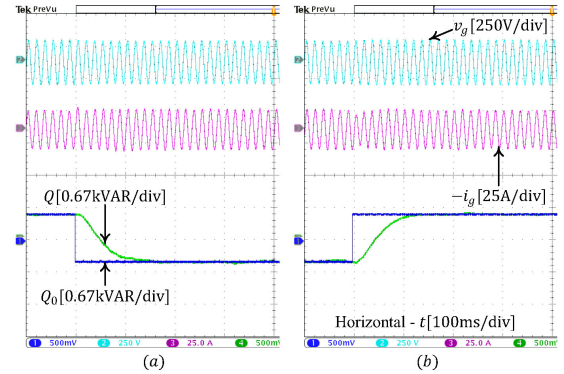 Tek PreVu
Tek PreVu
v_g[250V/div]
−i_g[25A/div]
Q[0.67kVAR/div]
Q_0[0.67kVAR/div]
Horizontal - t[100ms/div]
1 500mV 2 250 V 3 25.0 A 4 500m
1 500mV 2 250 V 3 25.0 A 4 500m
(a)
(b)